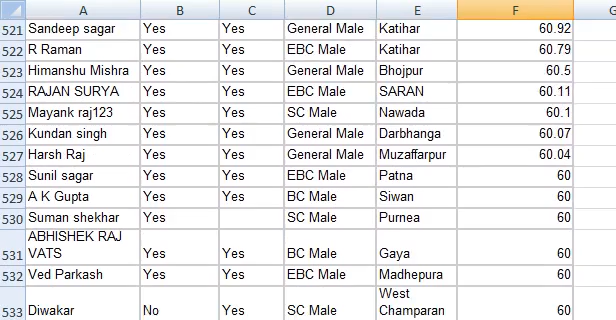 A B C D E F G
521 Sandeep sagar Yes Yes General Male Katihar 60.92
522 R Raman Yes Yes EBC Male Katihar 60.79
523 Himanshu Mishra Yes Yes General Male Bhojpur 60.5
524 RAJAN SURYA Yes Yes EBC Male SARAN 60.11
525 Mayank raj123 Yes Yes SC Male Nawada 60.1
526 Kundan singh Yes Yes General Male Darbhanga 60.07
527 Harsh Raj Yes Yes General Male Muzaffarpur 60.04
528 Sunil sagar Yes Yes EBC Male Patna 60
529 A K Gupta Yes Yes BC Male Siwan 60
530 Suman shekhar Yes SC Male Purnea 60
ABHISHEK RAJ
531 VATS Yes Yes BC Male Gaya 60
532 Ved Parkash Yes Yes EBC Male Madhepura 60
West
533 Diwakar No Yes SC Male Champaran 60